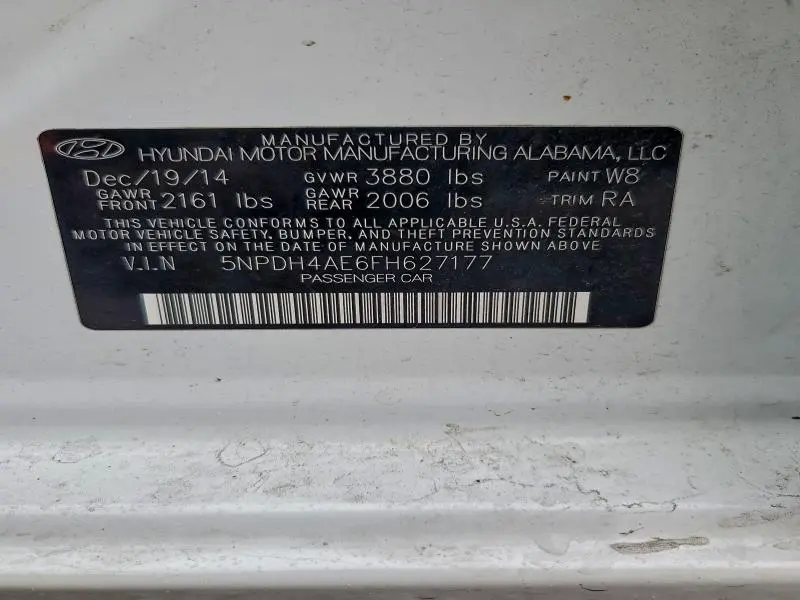 MANUFACTURED BY
HYUNDAI MOTOR MANUFACTURING ALABAMA, LLC
Dec/19/14 GVWR 3880 lbs PAINT W8
GAWR FRONT 2161 lbs GAWR REAR 2006 lbs TRIM RA
THIS VEHICLE CONFORMS TO ALL APPLICABLE U.S.A. FEDERAL
MOTOR VEHICLE SAFETY, BUMPER, AND THEFT PREVENTION STANDARDS
IN EFFECT ON THE DATE OF MANUFACTURE SHOWN ABOVE
V.I.N 5NPDH4AE6FH627177
PASSENGER CAR